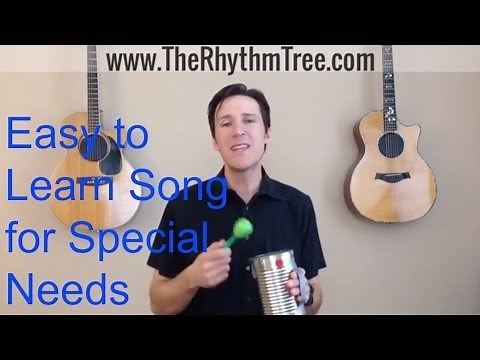 www.TheRhythmTree.com
Easy to
Learn Song
for Special
Needs